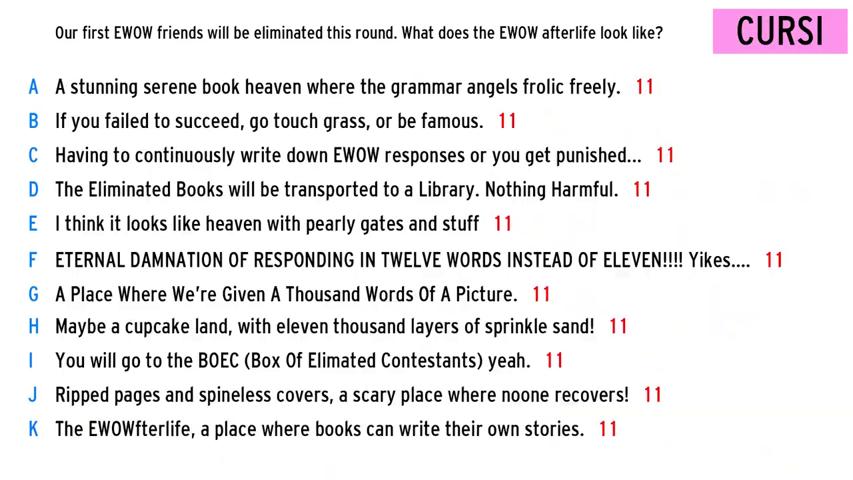 Our first EWOW friends will be eliminated this round. What does the EWOW afterlife look like?
CURSI
A A stunning serene book heaven where the grammar angels frolic freely. 11
B If you failed to succeed, go touch grass, or be famous. 11
C Having to continuously write down EWOW responses or you get punished... 11
D The Eliminated Books will be transported to a Library. Nothing Harmful. 11
E I think it looks like heaven with pearly gates and stuff 11
F ETERNAL DAMNATION OF RESPONDING IN TWELVE WORDS INSTEAD OF ELEVEN!!!! Yikes.... 11
G A Place Where We're Given A Thousand Words Of A Picture. 11
H Maybe a cupcake land, with eleven thousand layers of sprinkle sand! 11
I You will go to the BOEC (Box Of Elimated Contestants) yeah. 11
J Ripped pages and spineless covers, a scary place where noone recovers! 11
K The EWOWfterlife, a place where books can write their own stories. 11